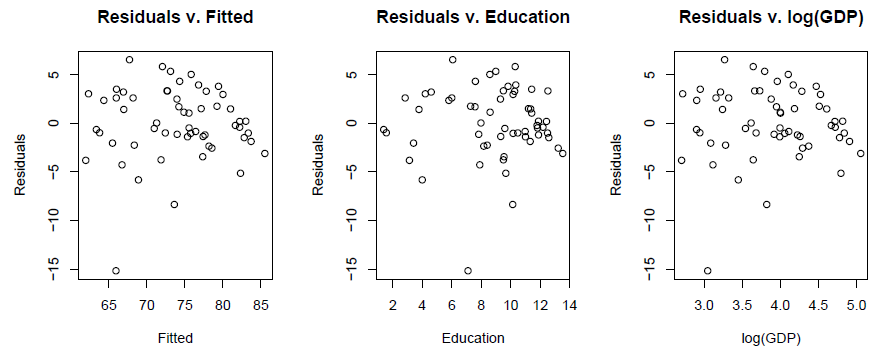 Residuals v. Fitted
Residuals
5
0
−5
−10
−15
65 70 75 80 85
Fitted
Residuals v. Education
Residuals
5
0
−5
−10
−15
2 4 6 8 10 12 14
Education
Residuals v. log(GDP)
Residuals
5
0
−5
−10
−15
3.0 3.5 4.0 4.5 5.0
log(GDP)